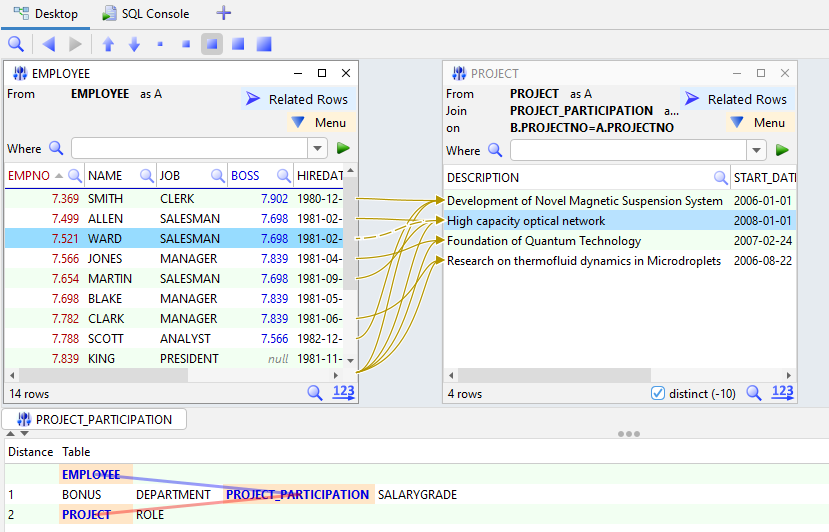 Desktop SQL Console
EMPLOYEE
From EMPLOYEE as A
Related Rows
Menu
Where
EMPNO NAME JOB BOSS HIREDAT
7.369 SMITH CLERK 7.902 1980-12-
7.499 ALLEN SALESMAN 7.698 1981-02-
7.521 WARD SALESMAN 7.698 1981-02-
7.566 JONES MANAGER 7.839 1981-04-
7.654 MARTIN SALESMAN 7.698 1981-09-
7.698 BLAKE MANAGER 7.839 1981-05-
7.782 CLARK MANAGER 7.839 1981-06-
7.788 SCOTT ANALYST 7.566 1982-12-
7.839 KING PRESIDENT null 1981-11-
14 rows 123
PROJECT
From PROJECT as A
Related Rows
Join PROJECT_PARTICIPATION a...
on B.PROJECTNO=A.PROJECTNO
Menu
Where
DESCRIPTION START_DATE
Development of Novel Magnetic Suspension System 2006-01-01
High capacity optical network 2008-01-01
Foundation of Quantum Technology 2007-02-24
Research on thermofluid dynamics in Microdroplets 2006-08-22
4 rows distinct (-10) 123
PROJECT_PARTICIPATION
Distance Table
EMPLOYEE
1 BONUS DEPARTMENT PROJECT_PARTICIPATION SALARYGRADE
2 PROJECT ROLE